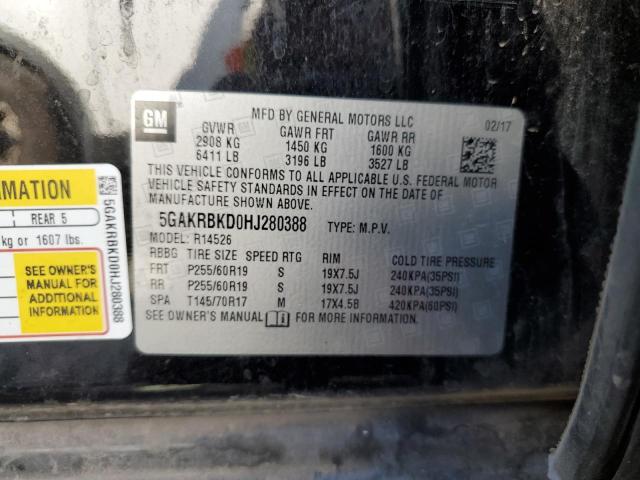 GM
MFD BY GENERAL MOTORS LLC
02/17
GVWR GAWR FRT GAWR RR
2908 KG 1450 KG 1600 KG
6411 LB 3196 LB 3527 LB
THIS VEHICLE CONFORMS TO ALL APPLICABLE U.S. FEDERAL MOTOR
VEHICLE SAFETY STANDARDS IN EFFECT ON THE DATE OF
MANUFACTURE SHOWN ABOVE.
5GAKRBKD0HJ280388 TYPE: M.P.V.
MODEL: R14526
RBBG TIRE SIZE SPEED RTG RIM COLD TIRE PRESSURE
FRT P255/60R19 S 19X7.5J 240KPA(35PSI)
RR P255/60R19 S 19X7.5J 240KPA(35PSI)
SPA T145/70R17 M 17X4.5B 420KPA(60PSI)
SEE OWNER'S MANUAL FOR MORE INFORMATION.
REAR 5
kg or 1607 lbs.
SEE OWNER'S
MANUAL FOR
ADDITIONAL
INFORMATION
5GAKRBKD0HJ280388